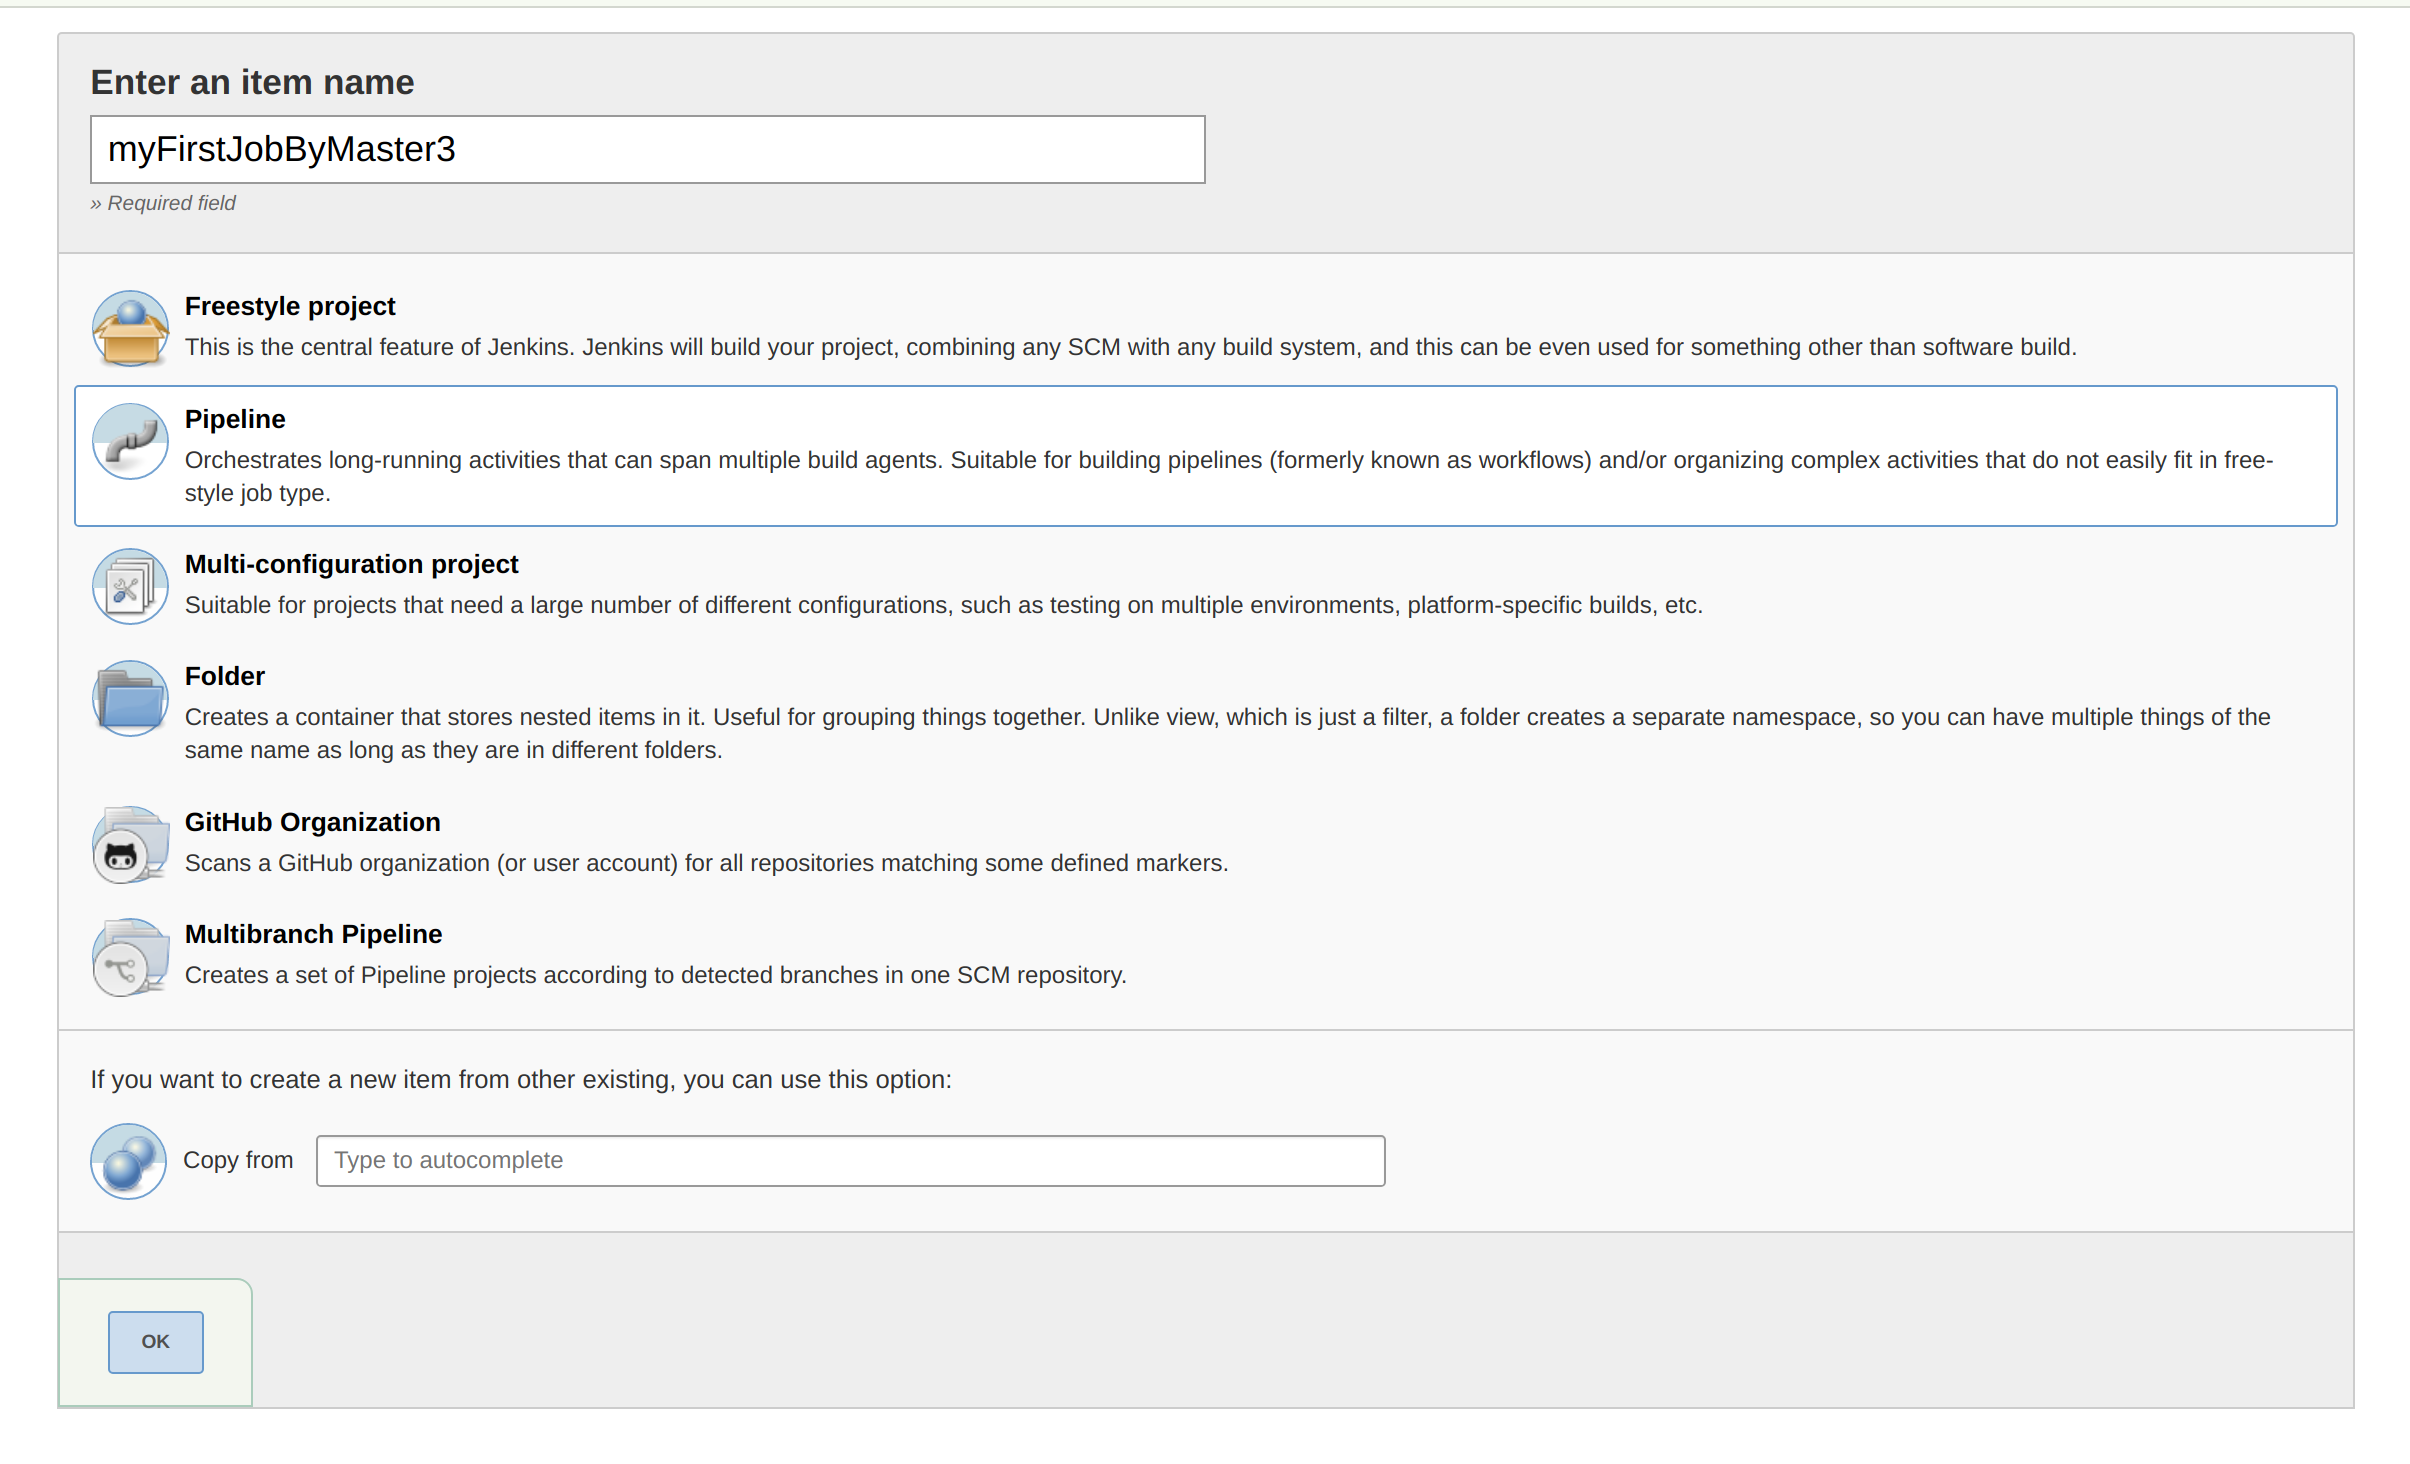 Enter an item name
myFirstJobByMaster3
» Required field
Freestyle project
This is the central feature of Jenkins. Jenkins will build your project, combining any SCM with any build system, and this can be even used for something other than software build.
Pipeline
Orchestrates long-running activities that can span multiple build agents. Suitable for building pipelines (formerly known as workflows) and/or organizing complex activities that do not easily fit in free-
style job type.
Multi-configuration project
Suitable for projects that need a large number of different configurations, such as testing on multiple environments, platform-specific builds, etc.
Folder
Creates a container that stores nested items in it. Useful for grouping things together. Unlike view, which is just a filter, a folder creates a separate namespace, so you can have multiple things of the
same name as long as they are in different folders.
GitHub Organization
Scans a GitHub organization (or user account) for all repositories matching some defined markers.
Multibranch Pipeline
Creates a set of Pipeline projects according to detected branches in one SCM repository.
If you want to create a new item from other existing, you can use this option:
Copy from
Type to autocomplete
OK